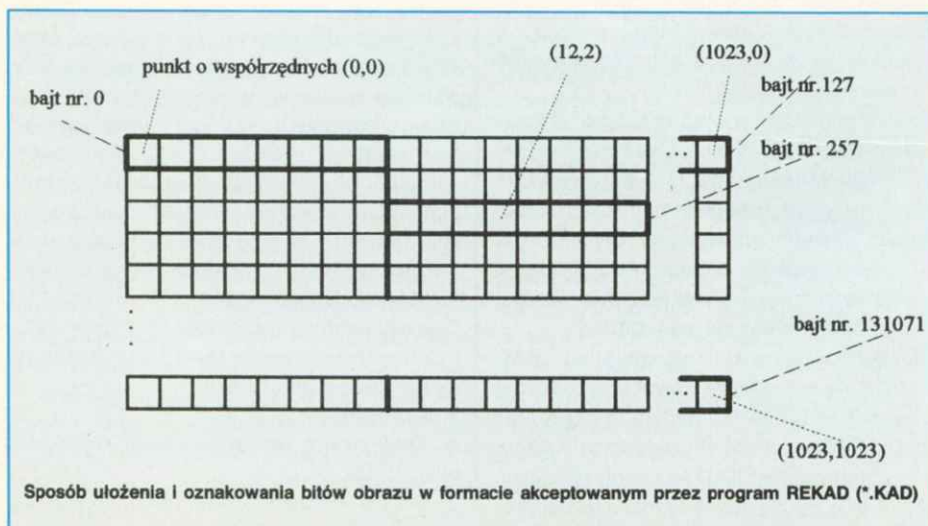 (12,2)
(1023,0)
punkt o współrzędnych (0,0)
bajt nr. 0
bajt nr.127
bajt nr. 257
bajt nr. 131071
(1023,1023)
Sposób ułożenia i oznakowania bitów obrazu w formacie akceptowanym przez program REKAD (*.KAD)